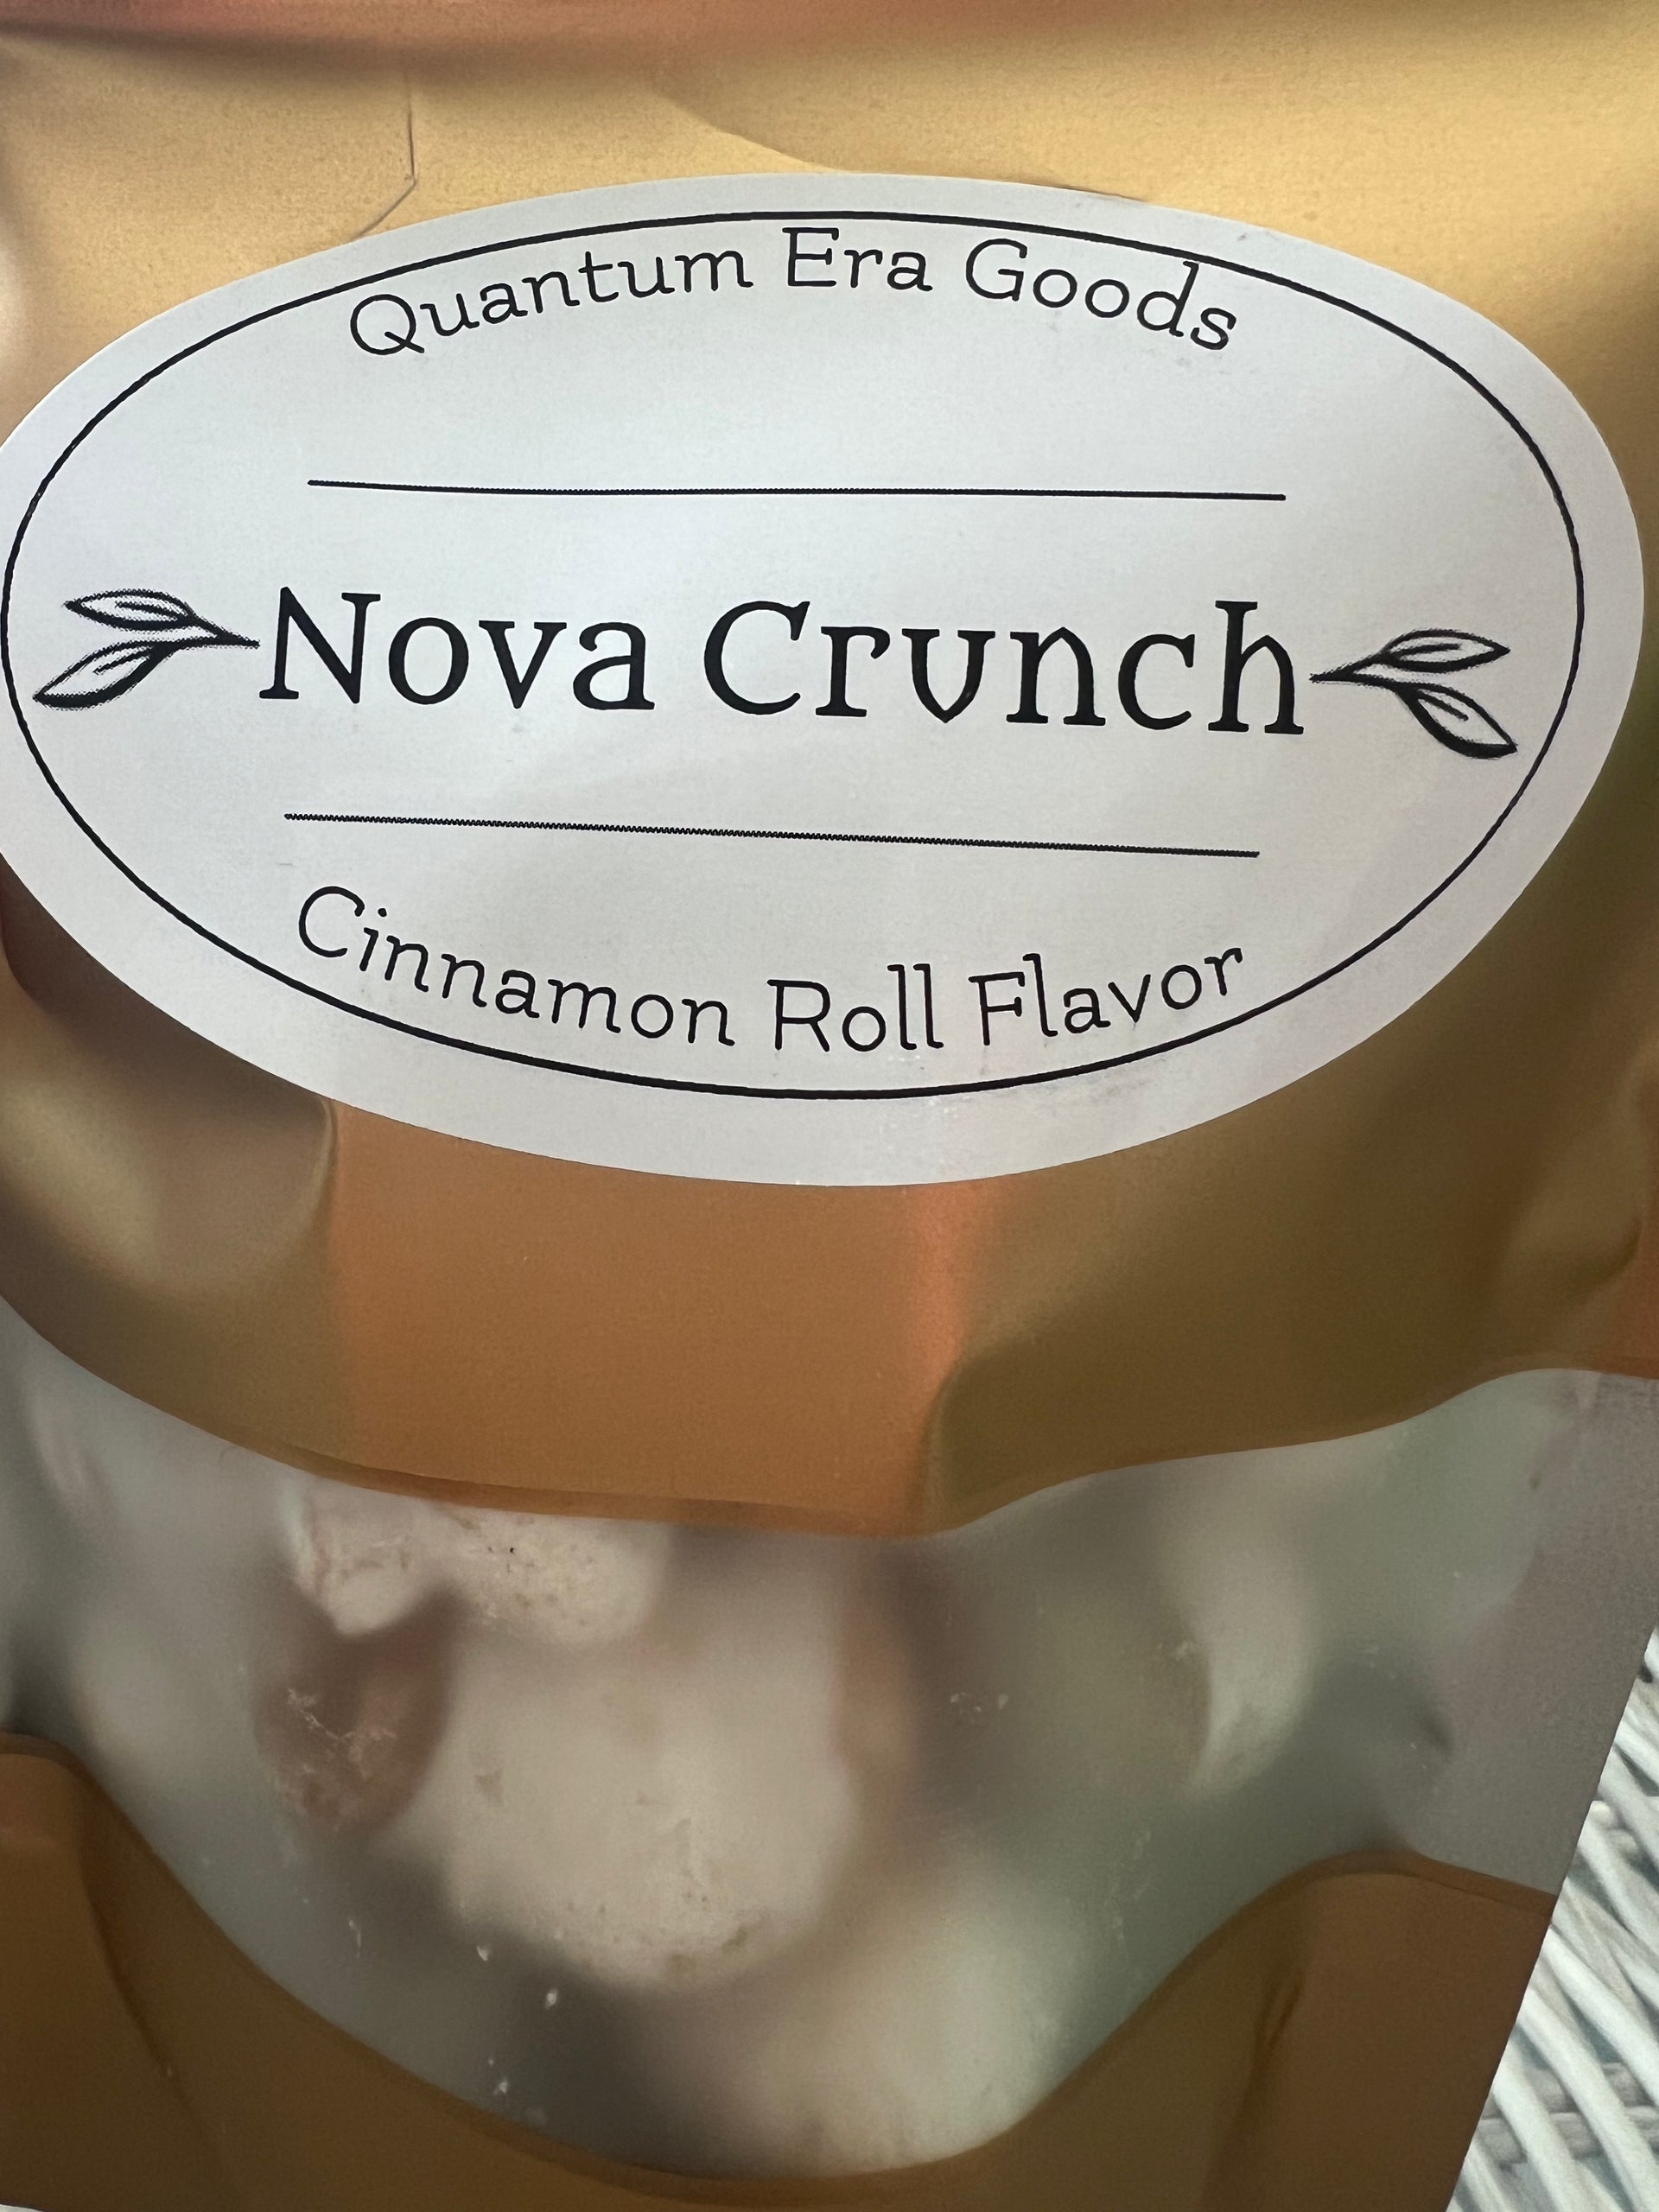 Quantum Era Goods
Nova Crunch
Cinnamon Roll Flavor